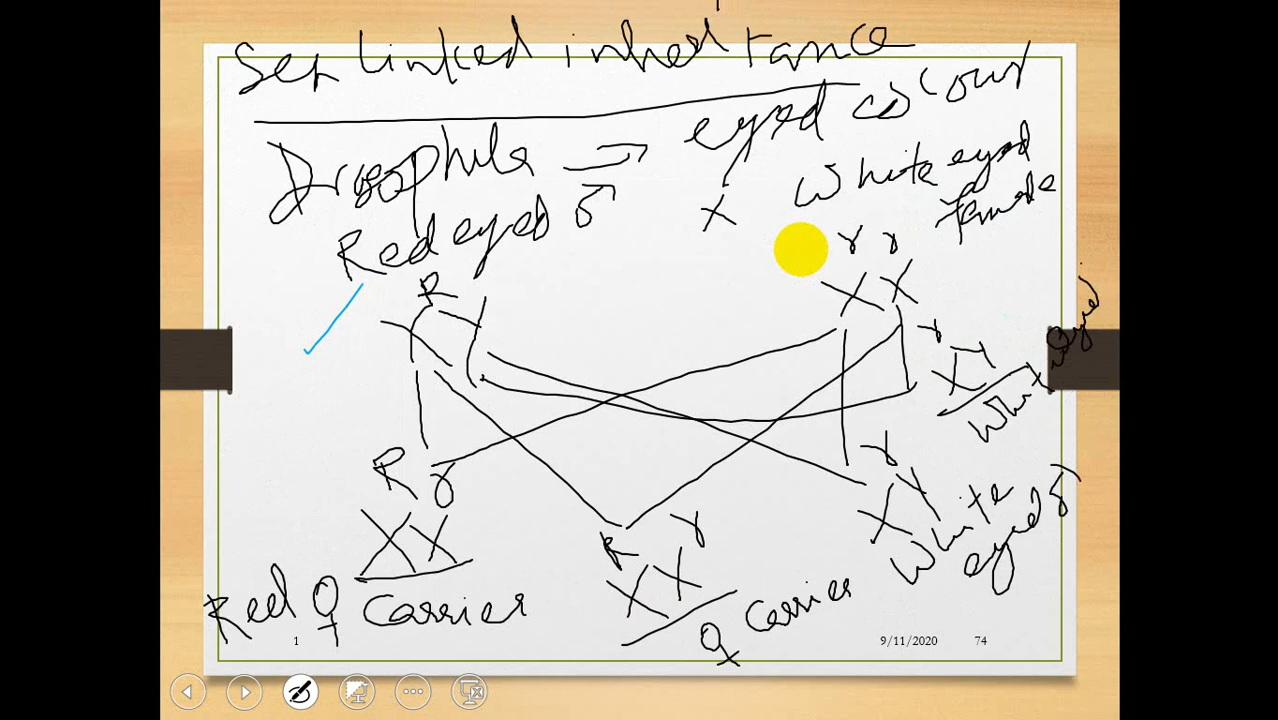 Sex linked inheritance
Drosophila => eyed colour
Red eyed ♂ X White eyed female
R
XY
r r
XX
r
XY
White eyed
R r
XX
Red ♀ Carrier
R r
XX
♀ Carrier
r
XY
White eyed ♂
1 9/11/2020 74